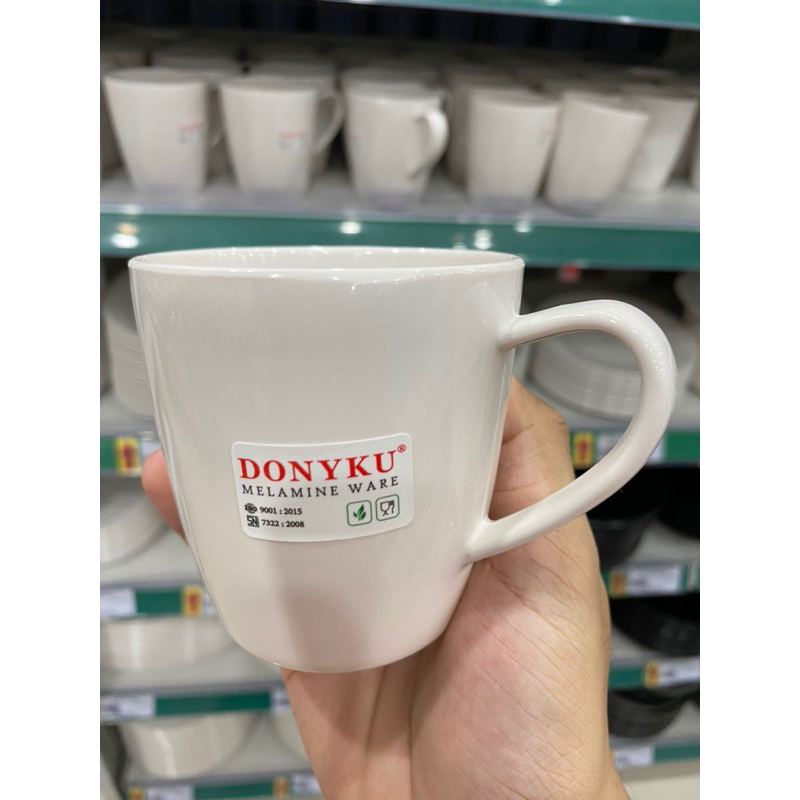 DONYKU®
MELAMINE WARE
ISO 9001 : 2015
SNI 7322 : 2008